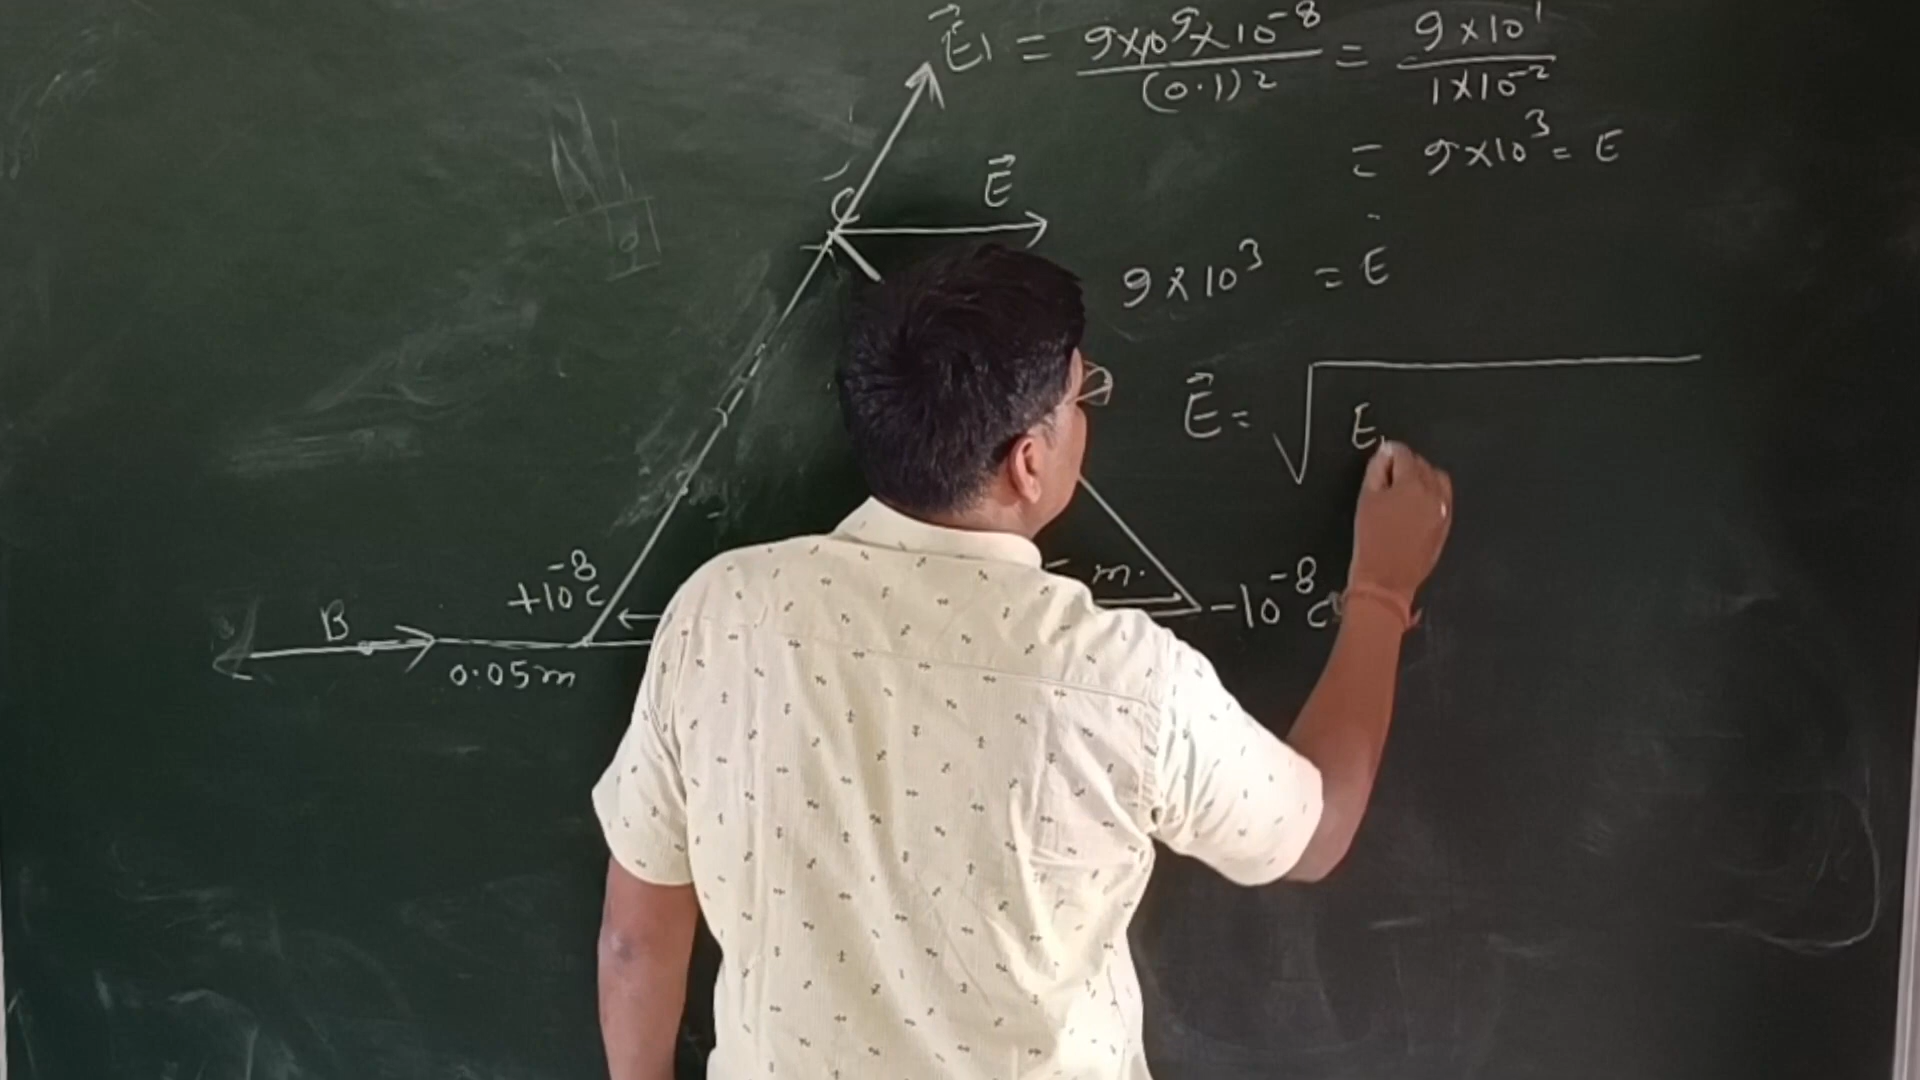 E⃗1 = 9×10⁹×10⁻⁸ / (0.1)² = 9×10¹ / 1×10⁻²
= 9×10³ = E
C
E⃗
9×10³ = E
E⃗ = √ E
+10⁻⁸C
m.
-10⁻⁸C
B
0.05m